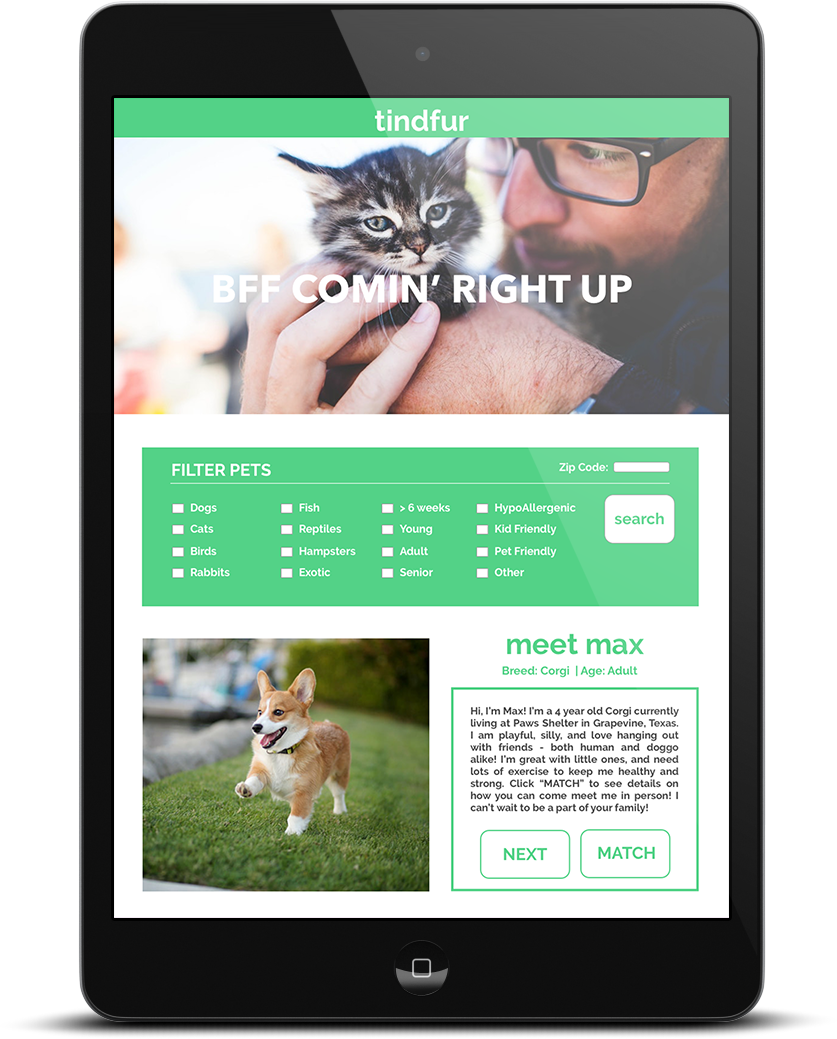 tindfur
BFF COMIN' RIGHT UP
FILTER PETS
Zip Code:
Dogs
Fish
> 6 weeks
HypoAllergenic
search
Cats
Reptiles
Young
Kid Friendly
Birds
Hampsters
Adult
Pet Friendly
Rabbits
Exotic
Senior
Other
meet max
Breed: Corgi | Age: Adult
Hi, I'm Max! I'm a 4 year old Corgi currently
living at Paws Shelter in Grapevine, Texas.
I am playful, silly, and love hanging out
with friends - both human and doggo
alike! I'm great with little ones, and need
lots of exercise to keep me healthy and
strong. Click “MATCH” to see details on
how you can come meet me in person! I
can't wait to be a part of your family!
NEXT
MATCH